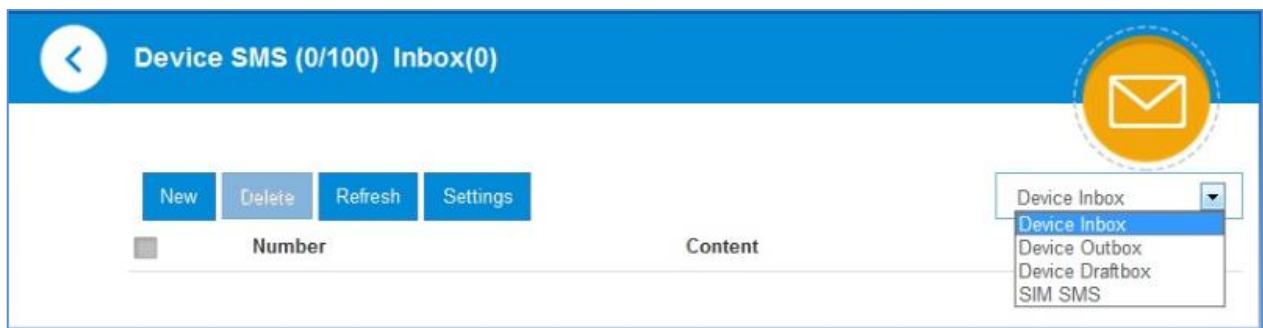 Device SMS (0/100) Inbox(0)
New Delete Refresh Settings
Device Inbox
Device Inbox
Device Outbox
Device Draftbox
SIM SMS
Number Content